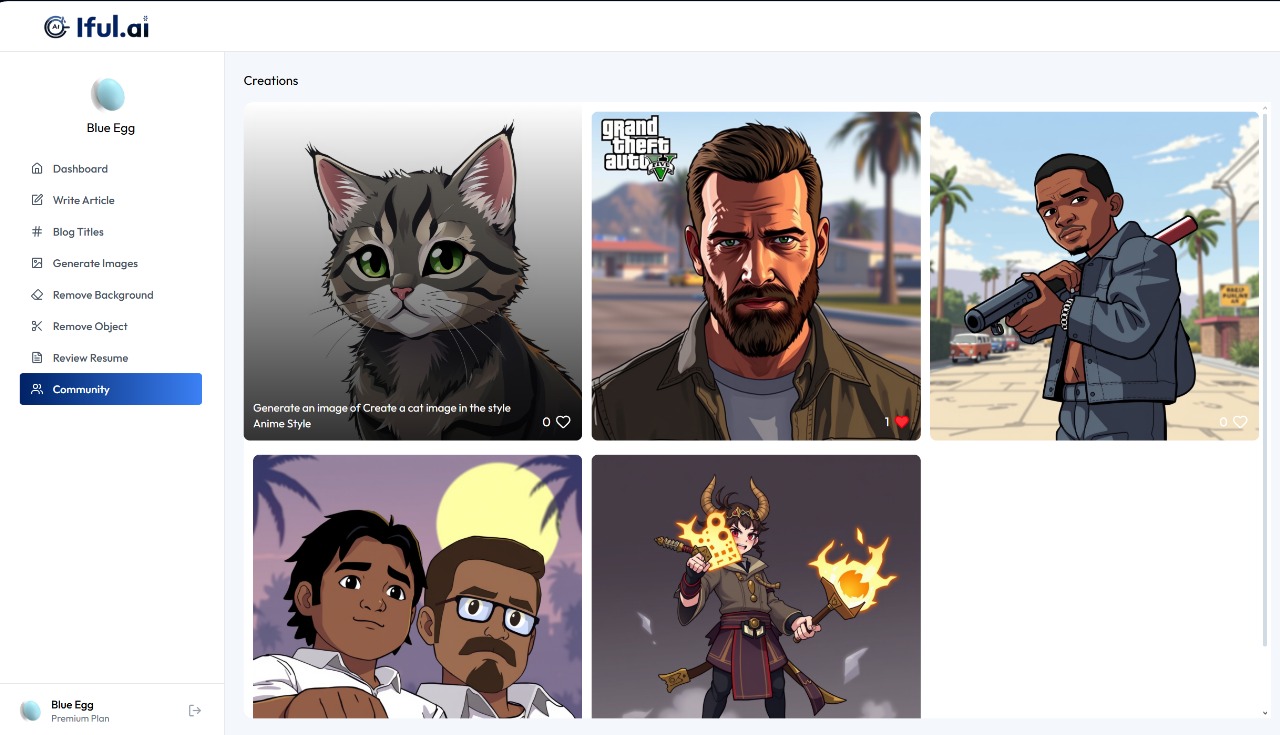 Iful.ai
Creations
Blue Egg
Dashboard
Write Article
Blog Titles
Generate Images
Remove Background
Remove Object
Review Resume
Community
Blue Egg
Premium Plan
Generate an image of Create a cat image in the style
Anime Style
0
grand
theft
auto V
FIVE
1
0